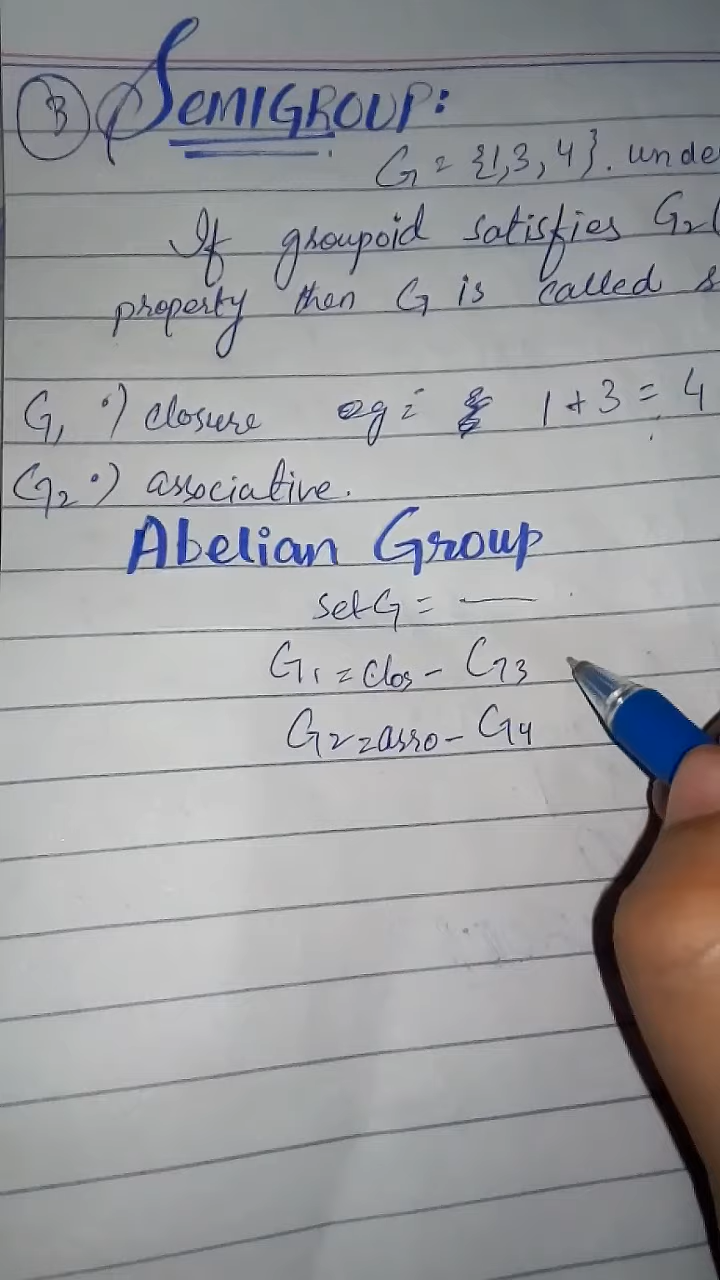 B SEMIGROUP:
G = {1,3,4}. unde
If groupoid satisfies G2(
property then G is called s
G1 •) closure eg: 1 + 3 = 4
G2 •) associative.
Abelian Group
set G = —
G1 = clos - G3
G2 = asso - G4